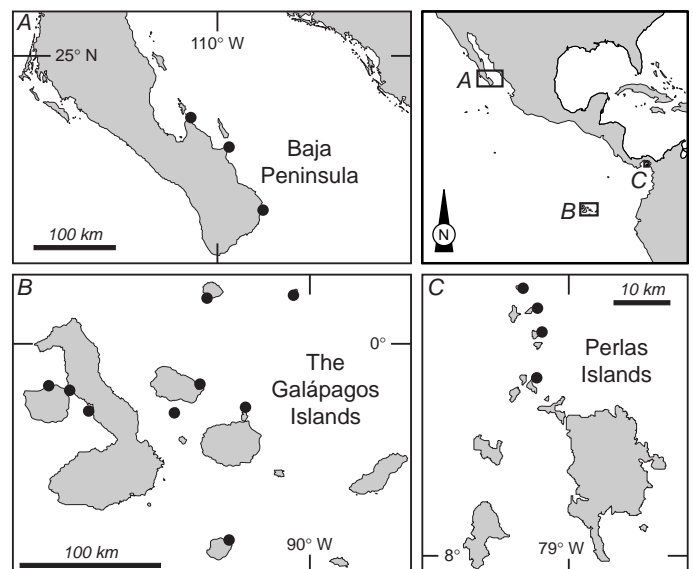 A
25° N
110° W
Baja
Peninsula
100 km
A
B
C
N
B
0°
The
Galápagos
Islands
90° W
100 km
C
10 km
Perlas
Islands
8°
79° W